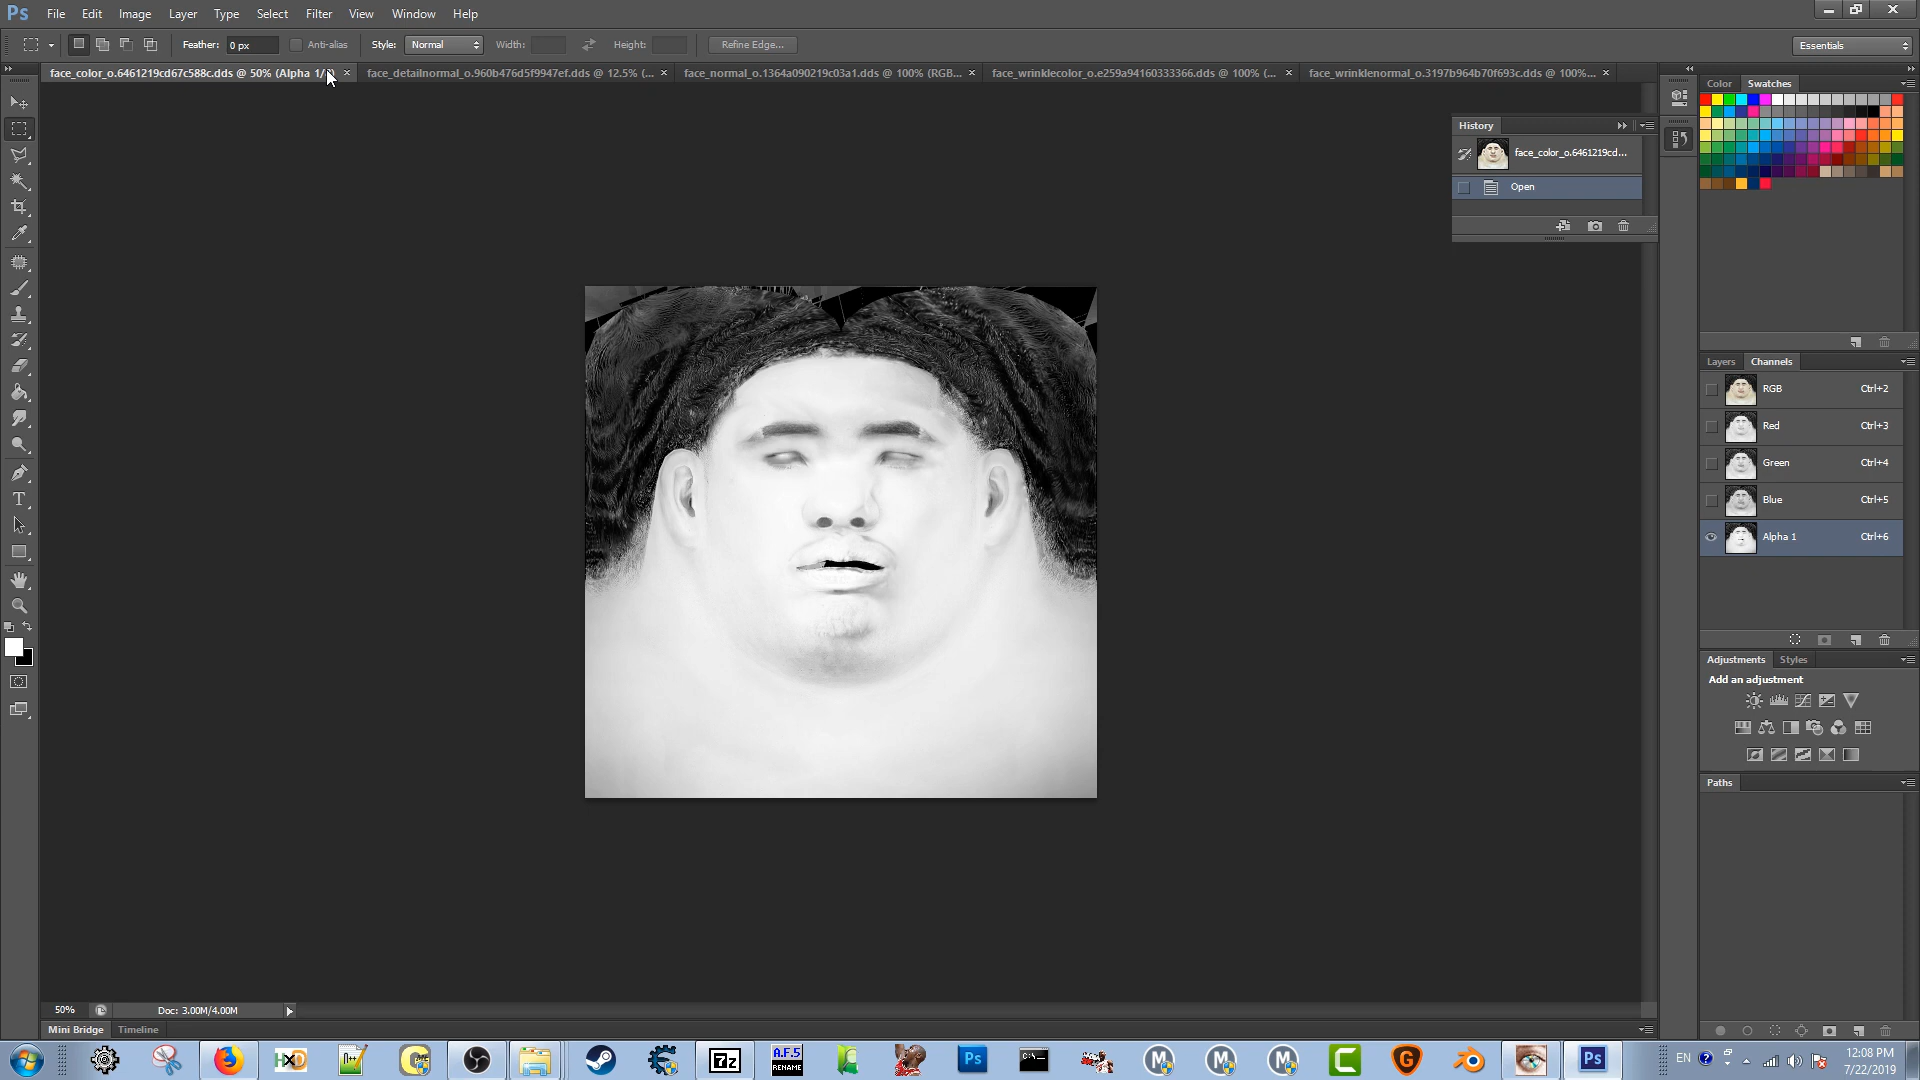 Ps File Edit Image Layer Type Select Filter View Window Help
Feather: 0 px Anti-alias Style: Normal Width: Height: Refine Edge... Essentials
face_color_o.6461219cd67c588c.dds @ 50% (Alpha 1/ face_detailnormal_o.960b476d5f9947ef.dds @ 12.5% (... face_normal_o.1364a090219c03a1.dds @ 100% (RGB... face_wrinklecolor_o.e259a94160333366.dds @ 100% (... face_wrinklenormal_o.3197b964b70f693c.dds @ 100%...
Color Swatches
History
face_color_o.6461219cd...
Open
Layers Channels
RGB Ctrl+2
Red Ctrl+3
Green Ctrl+4
Blue Ctrl+5
Alpha 1 Ctrl+6
Adjustments Styles
Add an adjustment
Paths
50% Doc: 3.00M/4.00M
Mini Bridge Timeline
HxD 7z A.F.5 RENAME Ps Ps
EN 12:08 PM
7/22/2019